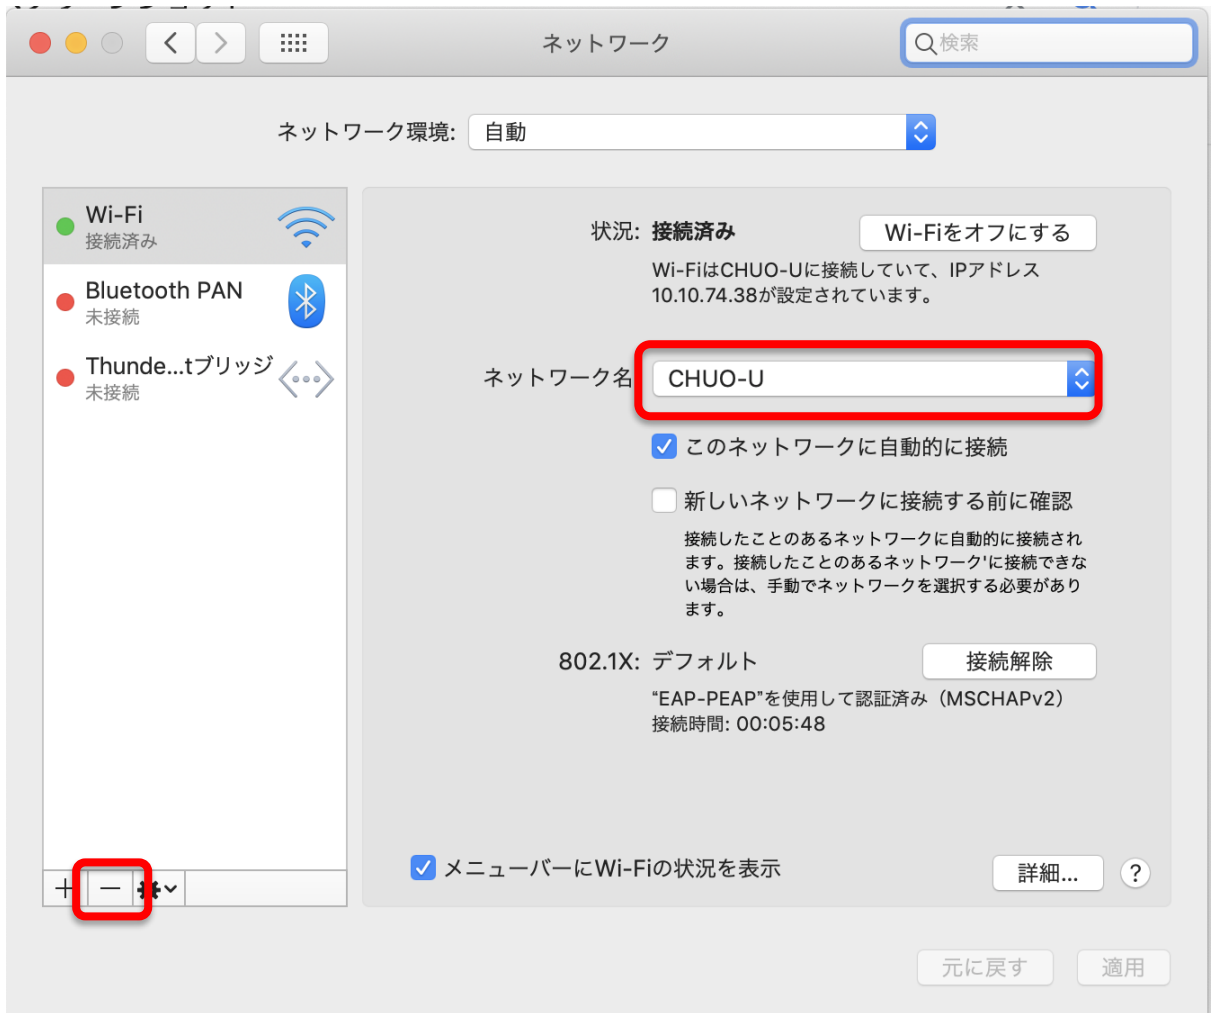 ネットワーク
検索
ネットワーク環境: 自動
Wi-Fi
接続済み
Bluetooth PAN
未接続
Thunde...tブリッジ
未接続
状況: 接続済み
Wi-Fiをオフにする
Wi-FiはCHUO-Uに接続していて、IPアドレス
10.10.74.38が設定されています。
ネットワーク名
CHUO-U
このネットワークに自動的に接続
新しいネットワークに接続する前に確認
接続したことのあるネットワークに自動的に接続され
ます。接続したことのあるネットワーク'に接続できな
い場合は、手動でネットワークを選択する必要があり
ます。
802.1X: デフォルト
接続解除
“EAP-PEAP”を使用して認証済み（MSCHAPv2）
接続時間: 00:05:48
メニューバーにWi-Fiの状況を表示
詳細...
?
元に戻す
適用